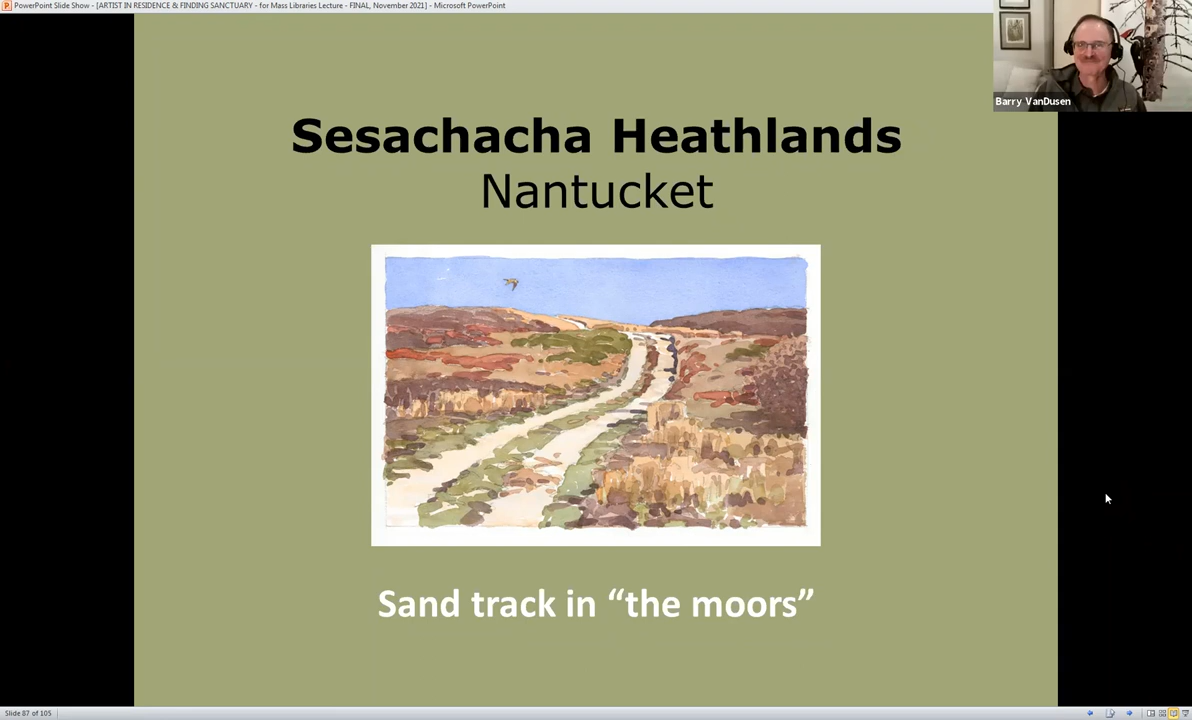 PowerPoint Slide Show - [ARTIST IN RESIDENCE & FINDING SANCTUARY - for Mass Libraries Lecture - FINAL, November 2021] - Microsoft PowerPoint
Barry VanDusen
Sesachacha Heathlands
Nantucket
Sand track in “the moors”
Slide 87 of 105